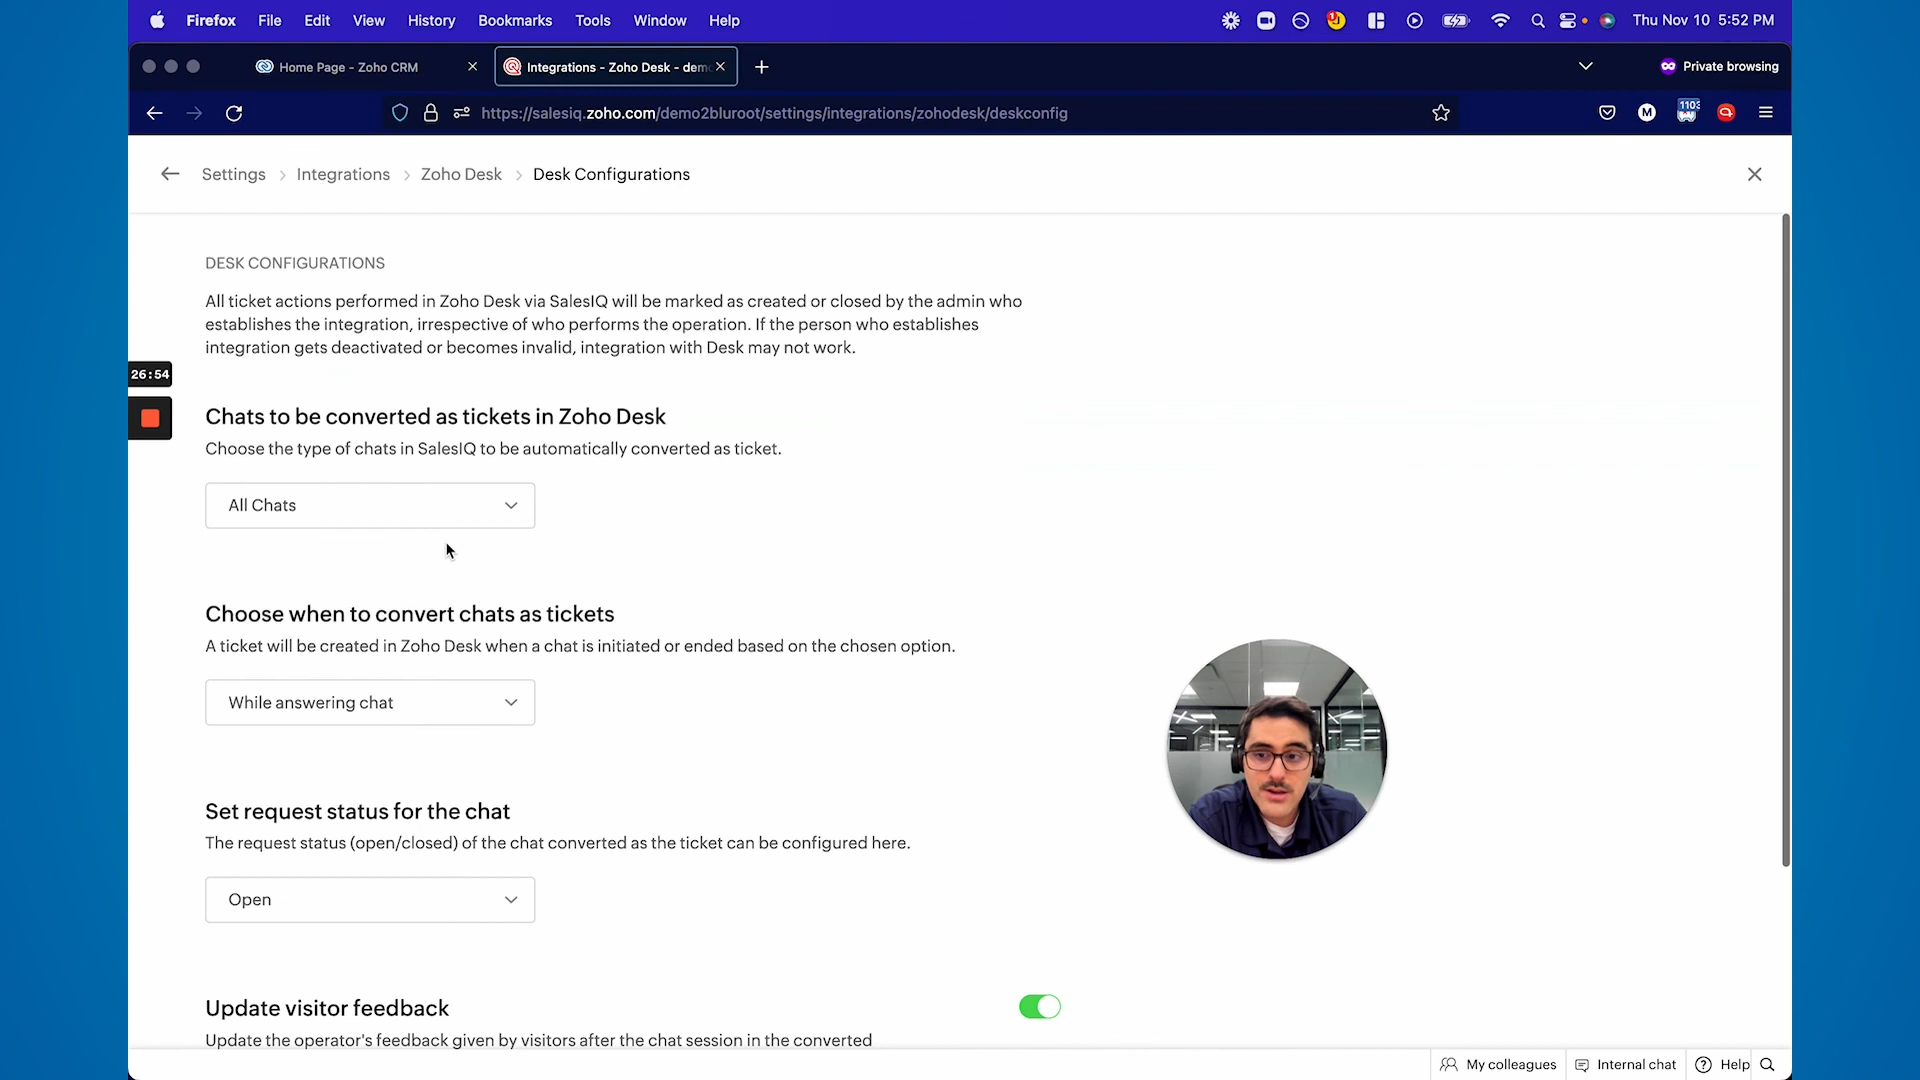 Firefox File Edit View History Bookmarks Tools Window Help Thu Nov 10 5:52 PM
Home Page - Zoho CRM Integrations - Zoho Desk - dem Private browsing
https://salesiq.zoho.com/demo2bluroot/settings/integrations/zohodesk/deskconfig M 1103
Settings > Integrations > Zoho Desk > Desk Configurations
DESK CONFIGURATIONS
All ticket actions performed in Zoho Desk via SalesIQ will be marked as created or closed by the admin who
establishes the integration, irrespective of who performs the operation. If the person who establishes
integration gets deactivated or becomes invalid, integration with Desk may not work.
26:54
Chats to be converted as tickets in Zoho Desk
Choose the type of chats in SalesIQ to be automatically converted as ticket.
All Chats
Choose when to convert chats as tickets
A ticket will be created in Zoho Desk when a chat is initiated or ended based on the chosen option.
While answering chat
Set request status for the chat
The request status (open/closed) of the chat converted as the ticket can be configured here.
Open
Update visitor feedback
Update the operator's feedback given by visitors after the chat session in the converted
My colleagues Internal chat Help